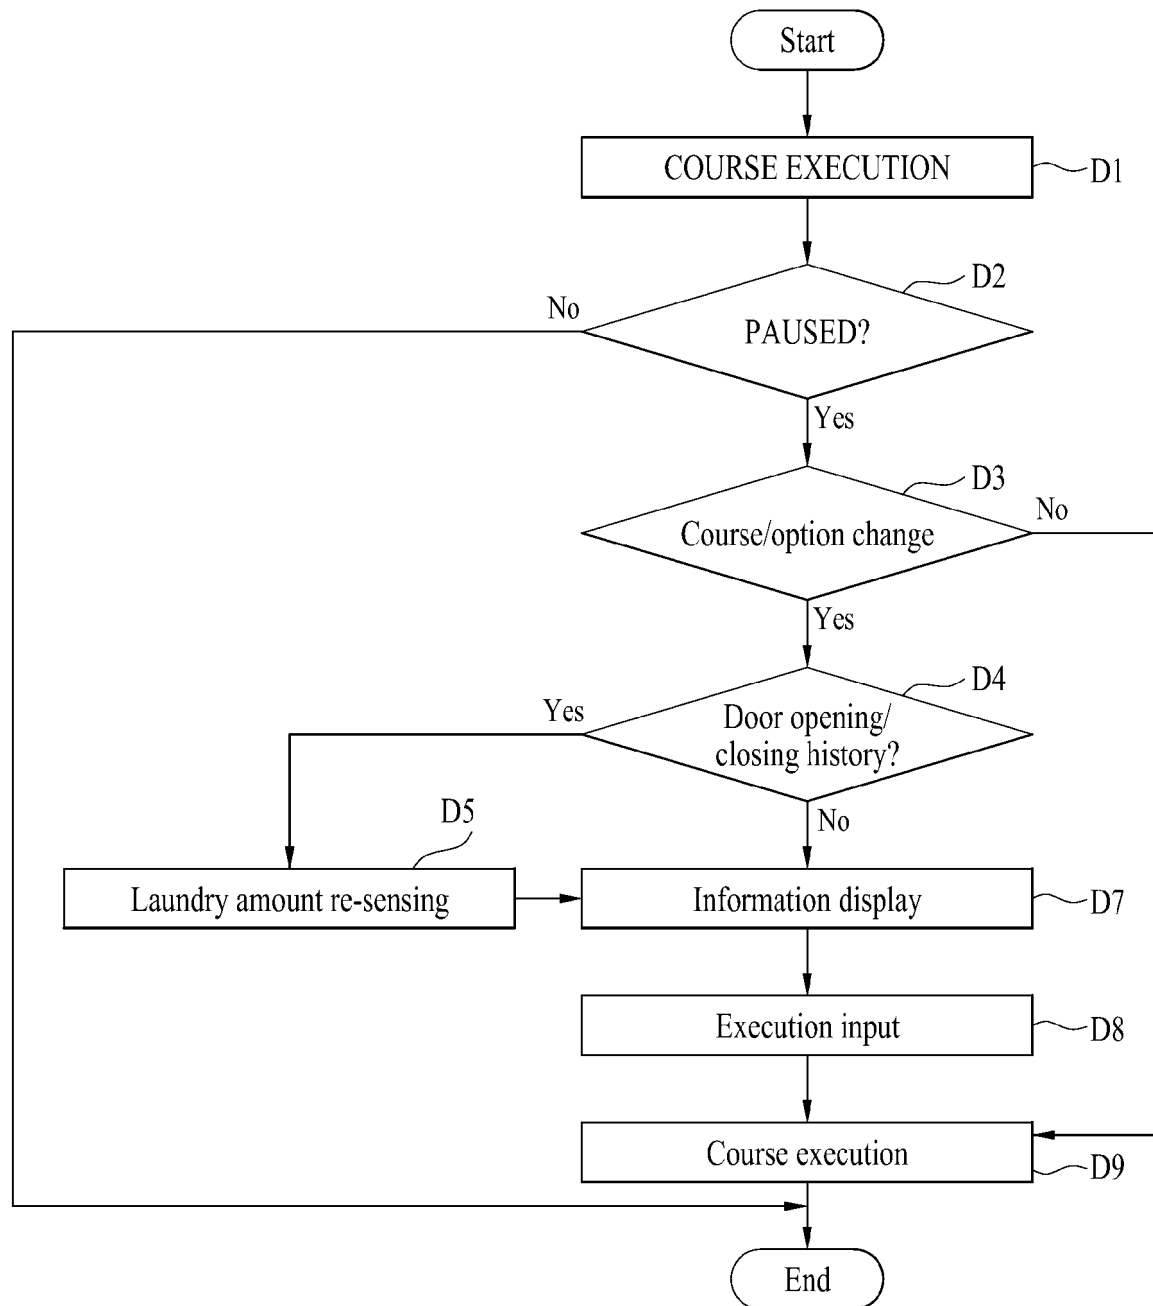 Start
COURSE EXECUTION
D1
D2
No
PAUSED?
Yes
D3
No
Course/option change
Yes
D4
Yes
Door opening/
closing history?
No
D5
Laundry amount re-sensing
Information display
D7
Execution input
D8
Course execution
D9
End